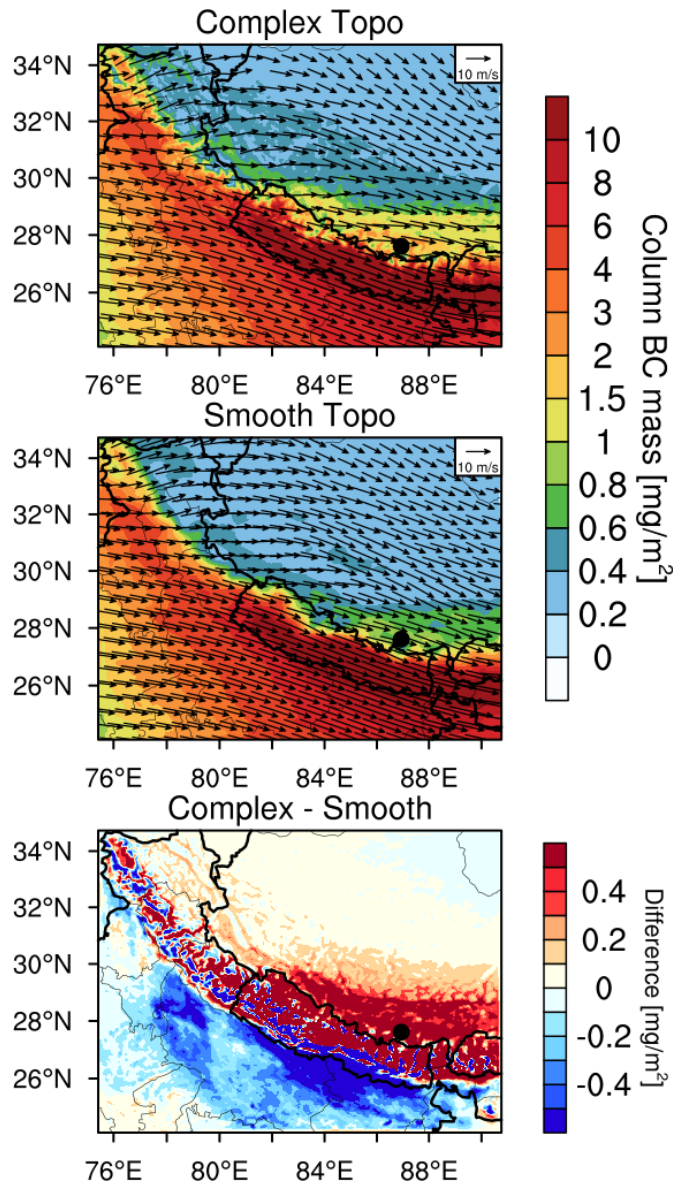 Complex Topo
34°N
32°N
30°N
28°N
26°N
10 m/s
76°E 80°E 84°E 88°E
Smooth Topo
34°N
32°N
30°N
28°N
26°N
10 m/s
76°E 80°E 84°E 88°E
10
8
6
4
3
2
1.5
1
0.8
0.6
0.4
0.2
0
Column BC mass [mg/m²]
Complex - Smooth
34°N
32°N
30°N
28°N
26°N
76°E 80°E 84°E 88°E
0.4
0.2
0
-0.2
-0.4
Difference [mg/m²]